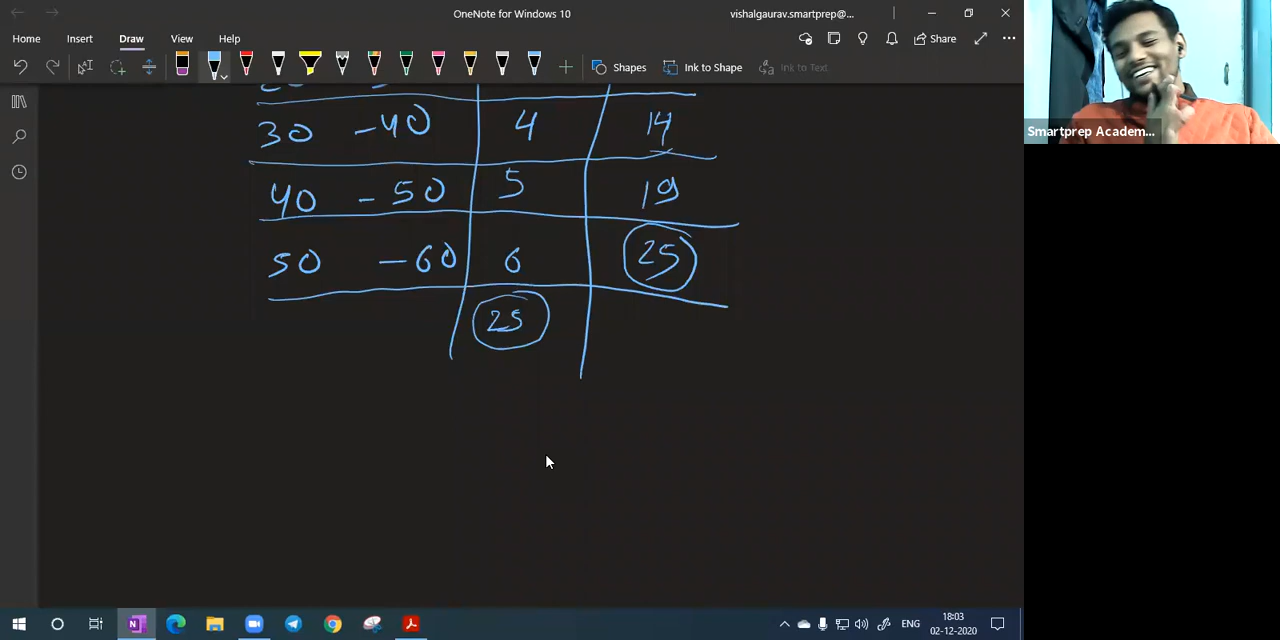 OneNote for Windows 10
vishalgaurav.smartprep@...
Home Insert Draw View Help
Share
Shapes Ink to Shape Ink to Text
30 - 40 4 14
40 - 50 5 19
50 - 60 6 25
25
Smartprep Academ...
ENG
18:03
02-12-2020